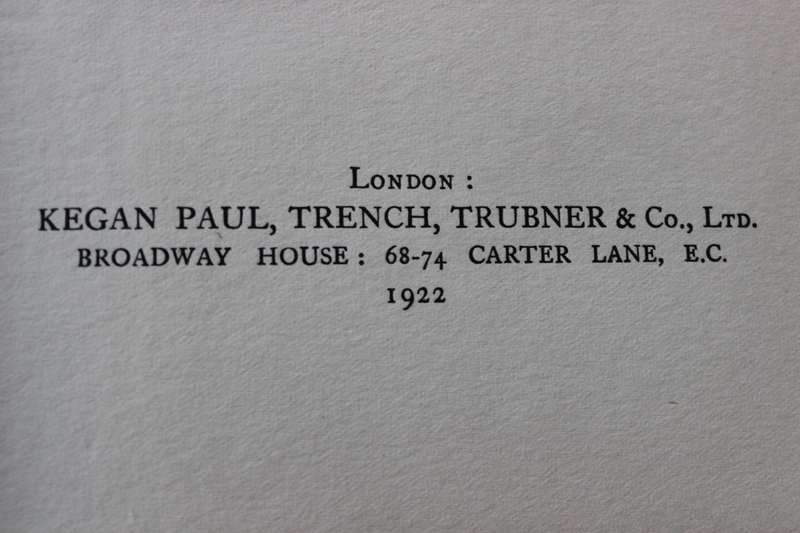 London :
KEGAN PAUL, TRENCH, TRUBNER & Co., Ltd.
BROADWAY HOUSE : 68-74 CARTER LANE, E.C.
1922